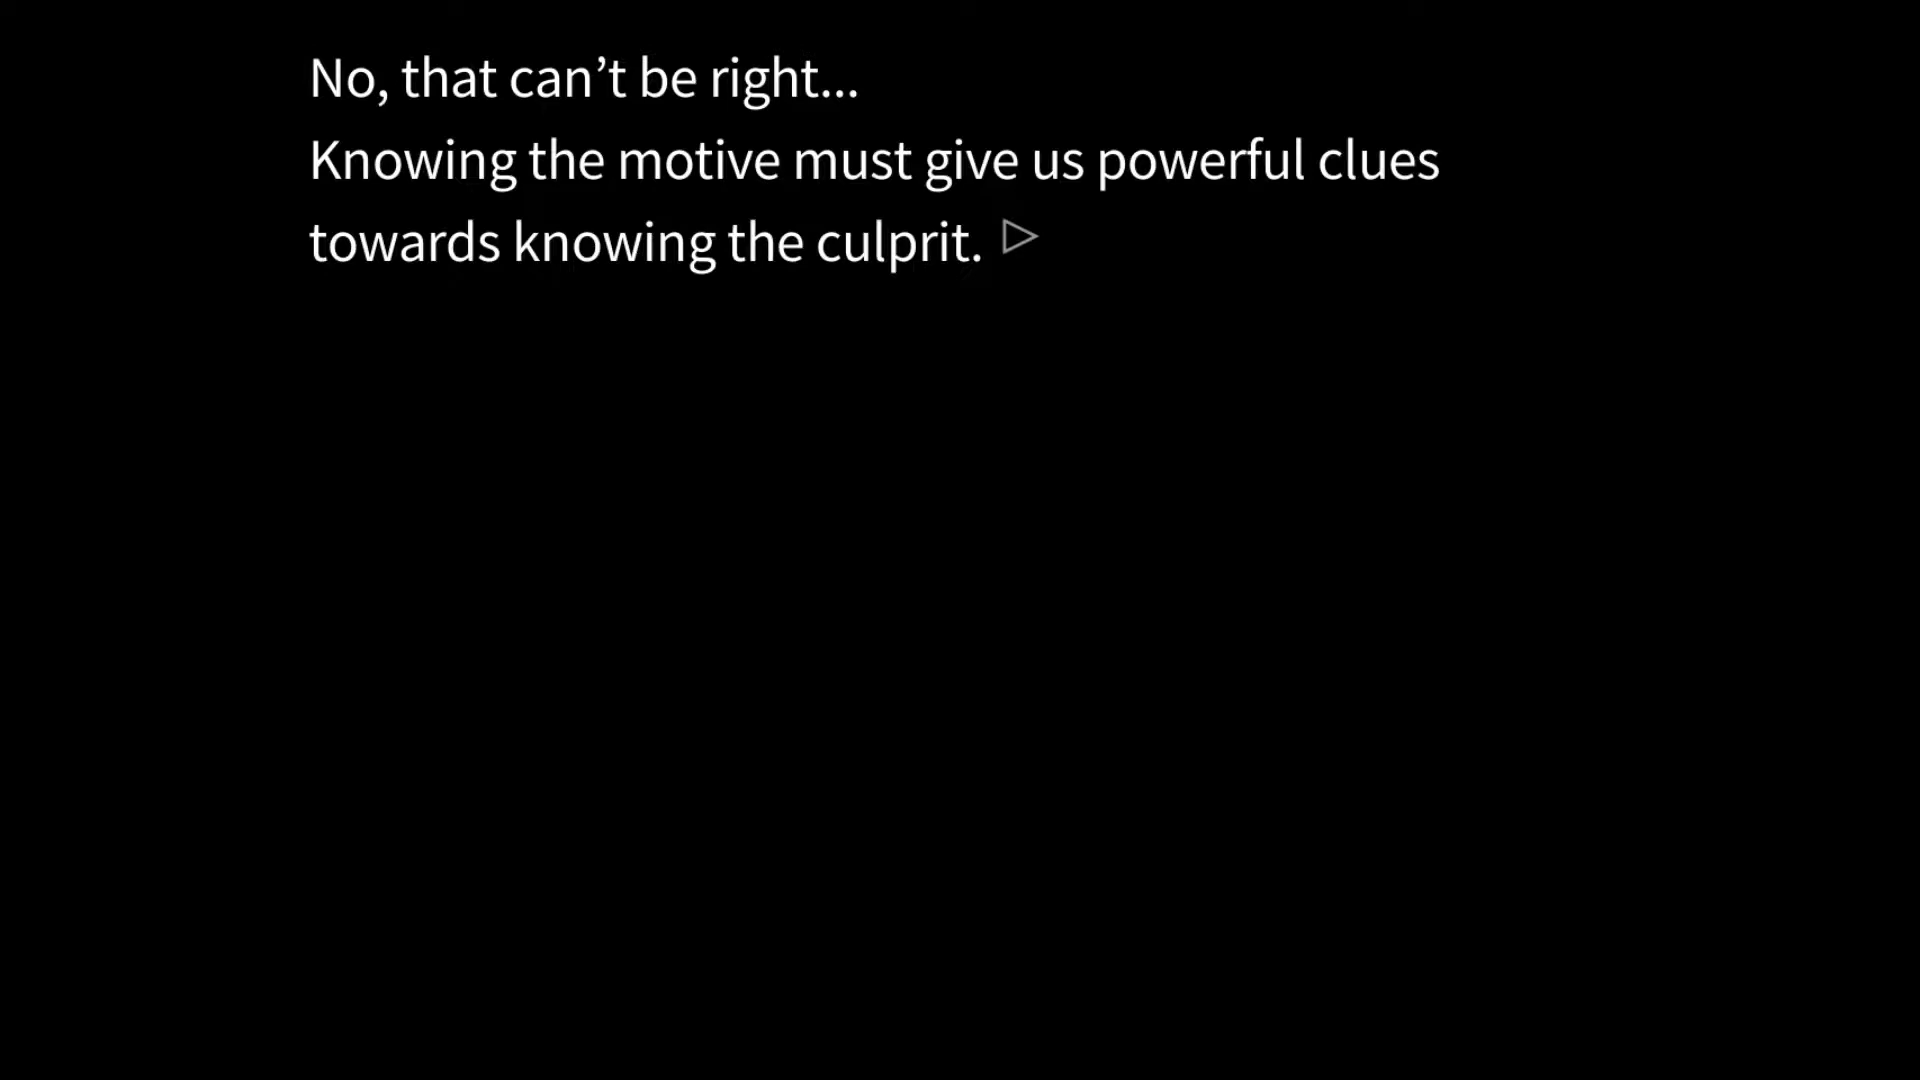 No, that can’t be right...
Knowing the motive must give us powerful clues
towards knowing the culprit.